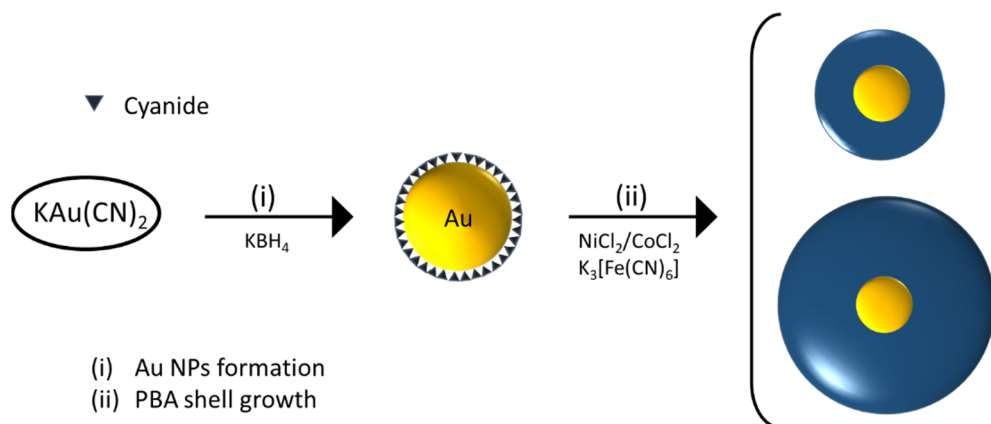 Cyanide
KAu(CN)₂
(i)
KBH₄
Au
(ii)
NiCl₂/CoCl₂
K₃[Fe(CN)₆]
(i) Au NPs formation
(ii) PBA shell growth